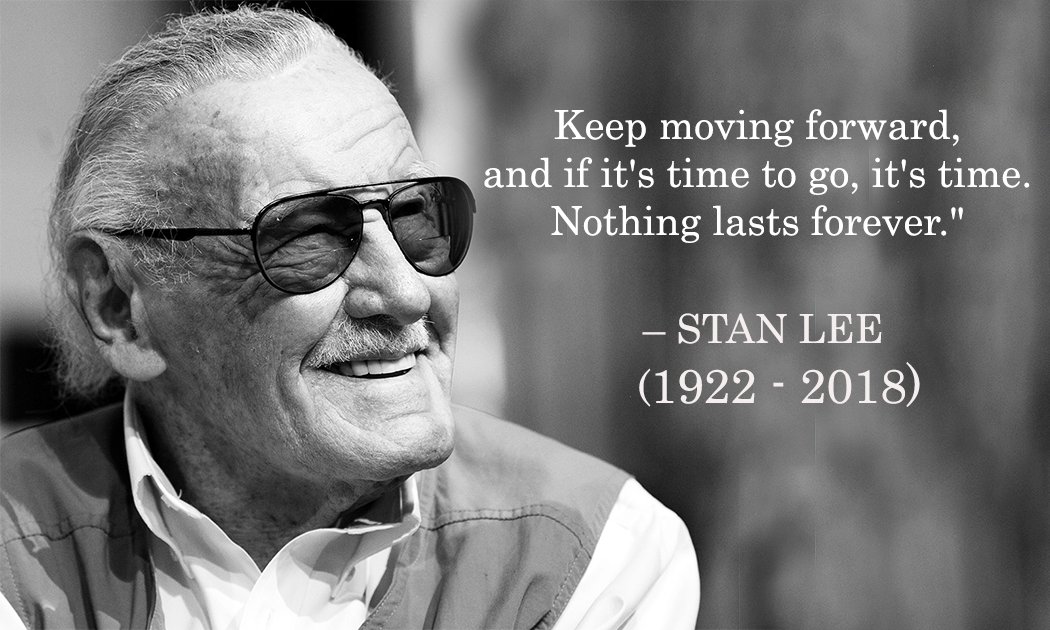 Keep moving forward,
and if it's time to go, it's time.
Nothing lasts forever."
– STAN LEE
(1922 - 2018)